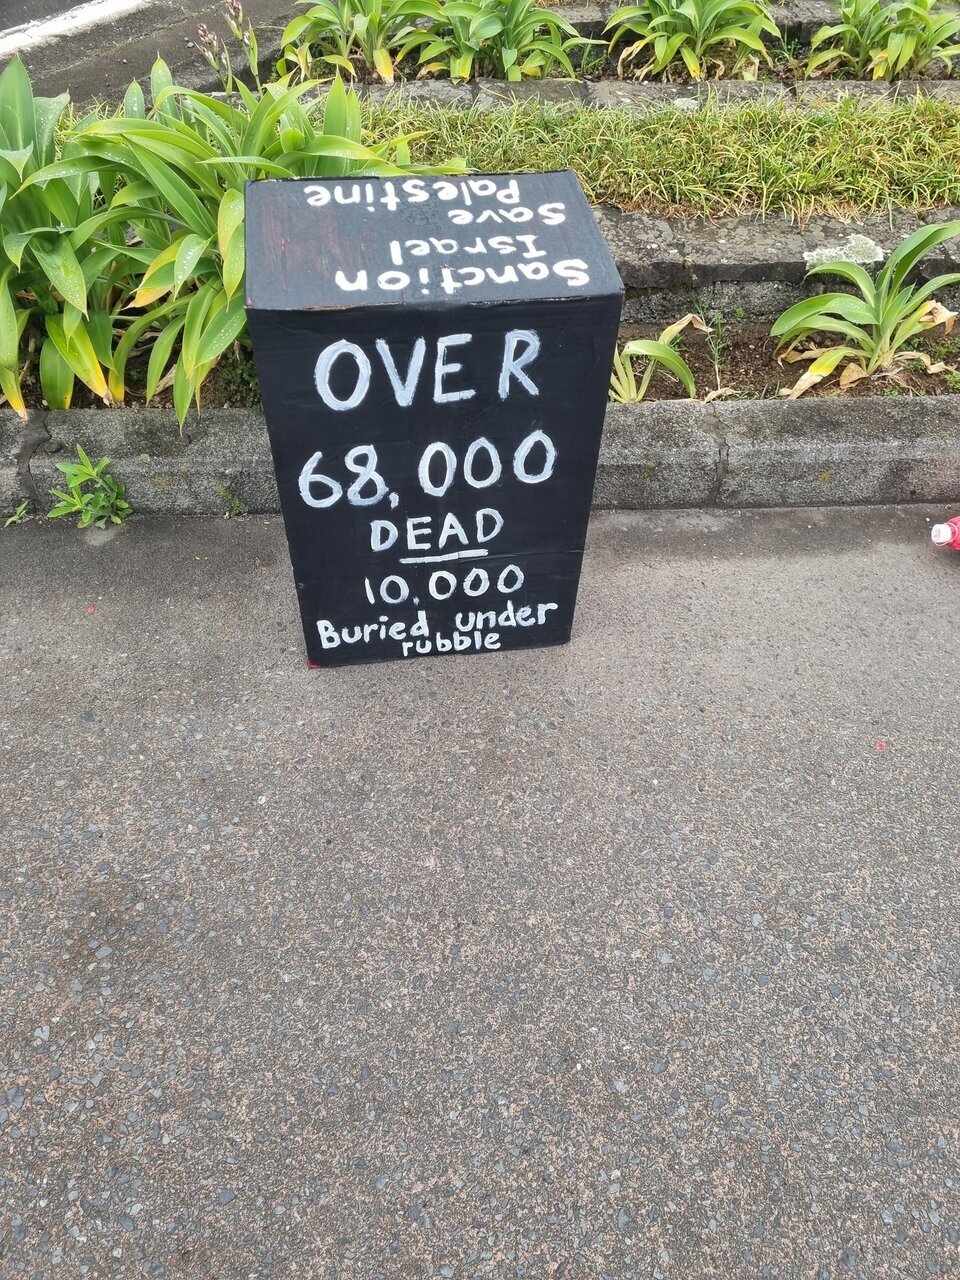 Sanction
Israel
Save
Palestine
OVER
68,000
DEAD
10,000
Buried under
rubble